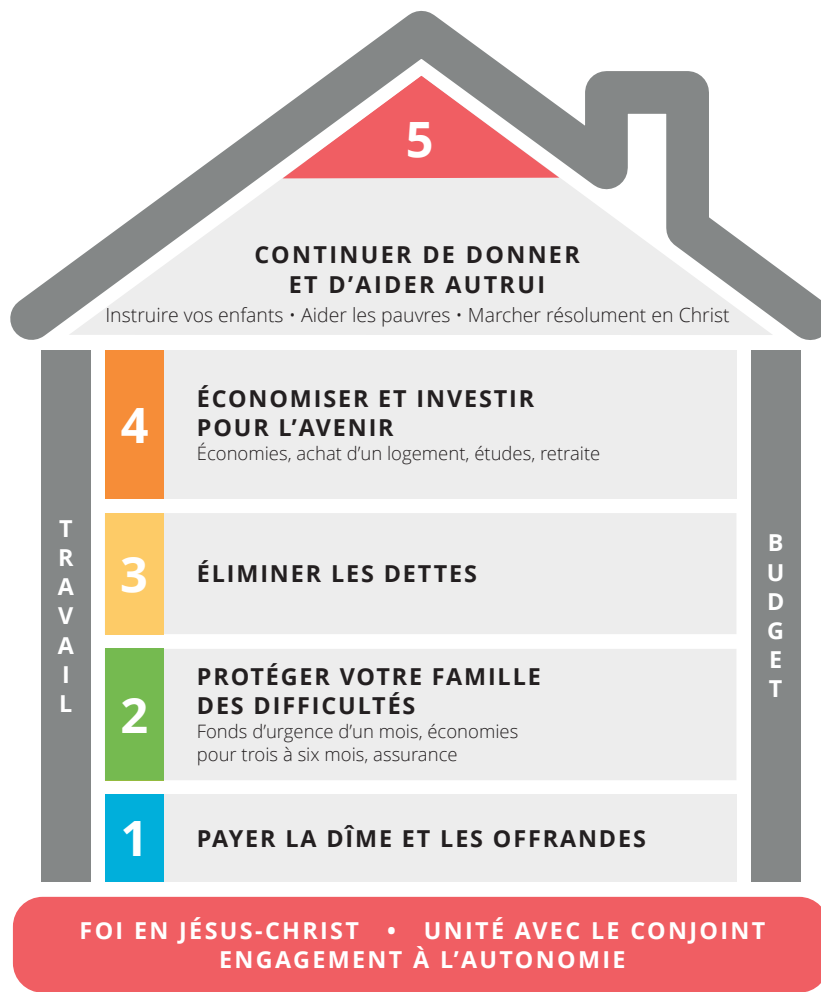 5
CONTINUER DE DONNER
ET D’AIDER AUTRUI
Instruire vos enfants • Aider les pauvres • Marcher résolument en Christ
TRAVAIL
4
ÉCONOMISER ET INVESTIR
POUR L’AVENIR
Économies, achat d’un logement, études, retraite
3
ÉLIMINER LES DETTES
2
PROTÉGER VOTRE FAMILLE
DES DIFFICULTÉS
Fonds d’urgence d’un mois, économies
pour trois à six mois, assurance
1
PAYER LA DÎME ET LES OFFRANDES
BUDGET
FOI EN JÉSUS-CHRIST • UNITÉ AVEC LE CONJOINT
ENGAGEMENT À L’AUTONOMIE